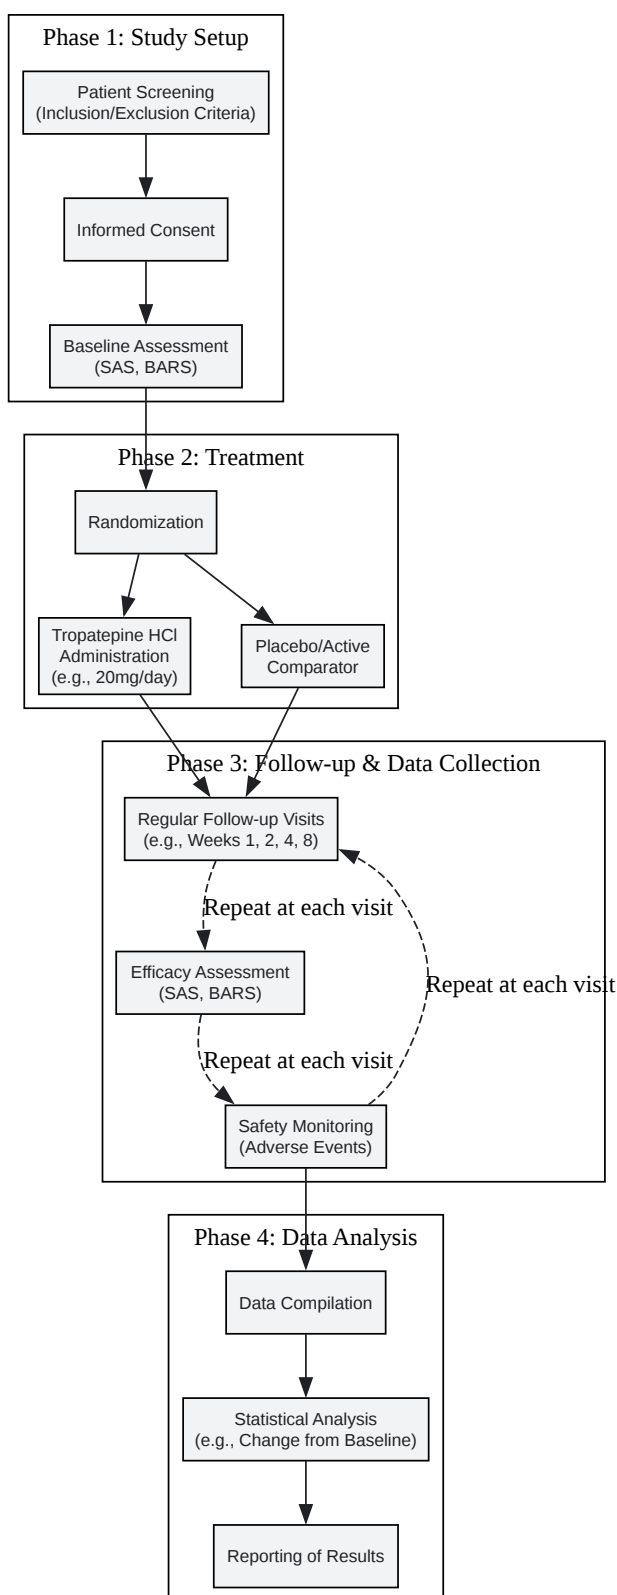 Phase 1: Study Setup
Patient Screening
(Inclusion/Exclusion Criteria)
Informed Consent
Baseline Assessment
(SAS, BARS)
Phase 2: Treatment
Randomization
Tropatepine HCl
Administration
(e.g., 20mg/day)
Placebo/Active
Comparator
Phase 3: Follow-up & Data Collection
Regular Follow-up Visits
(e.g., Weeks 1, 2, 4, 8)
Repeat at each visit
Efficacy Assessment
(SAS, BARS)
Repeat at each visit
Repeat at each visit
Safety Monitoring
(Adverse Events)
Phase 4: Data Analysis
Data Compilation
Statistical Analysis
(e.g., Change from Baseline)
Reporting of Results